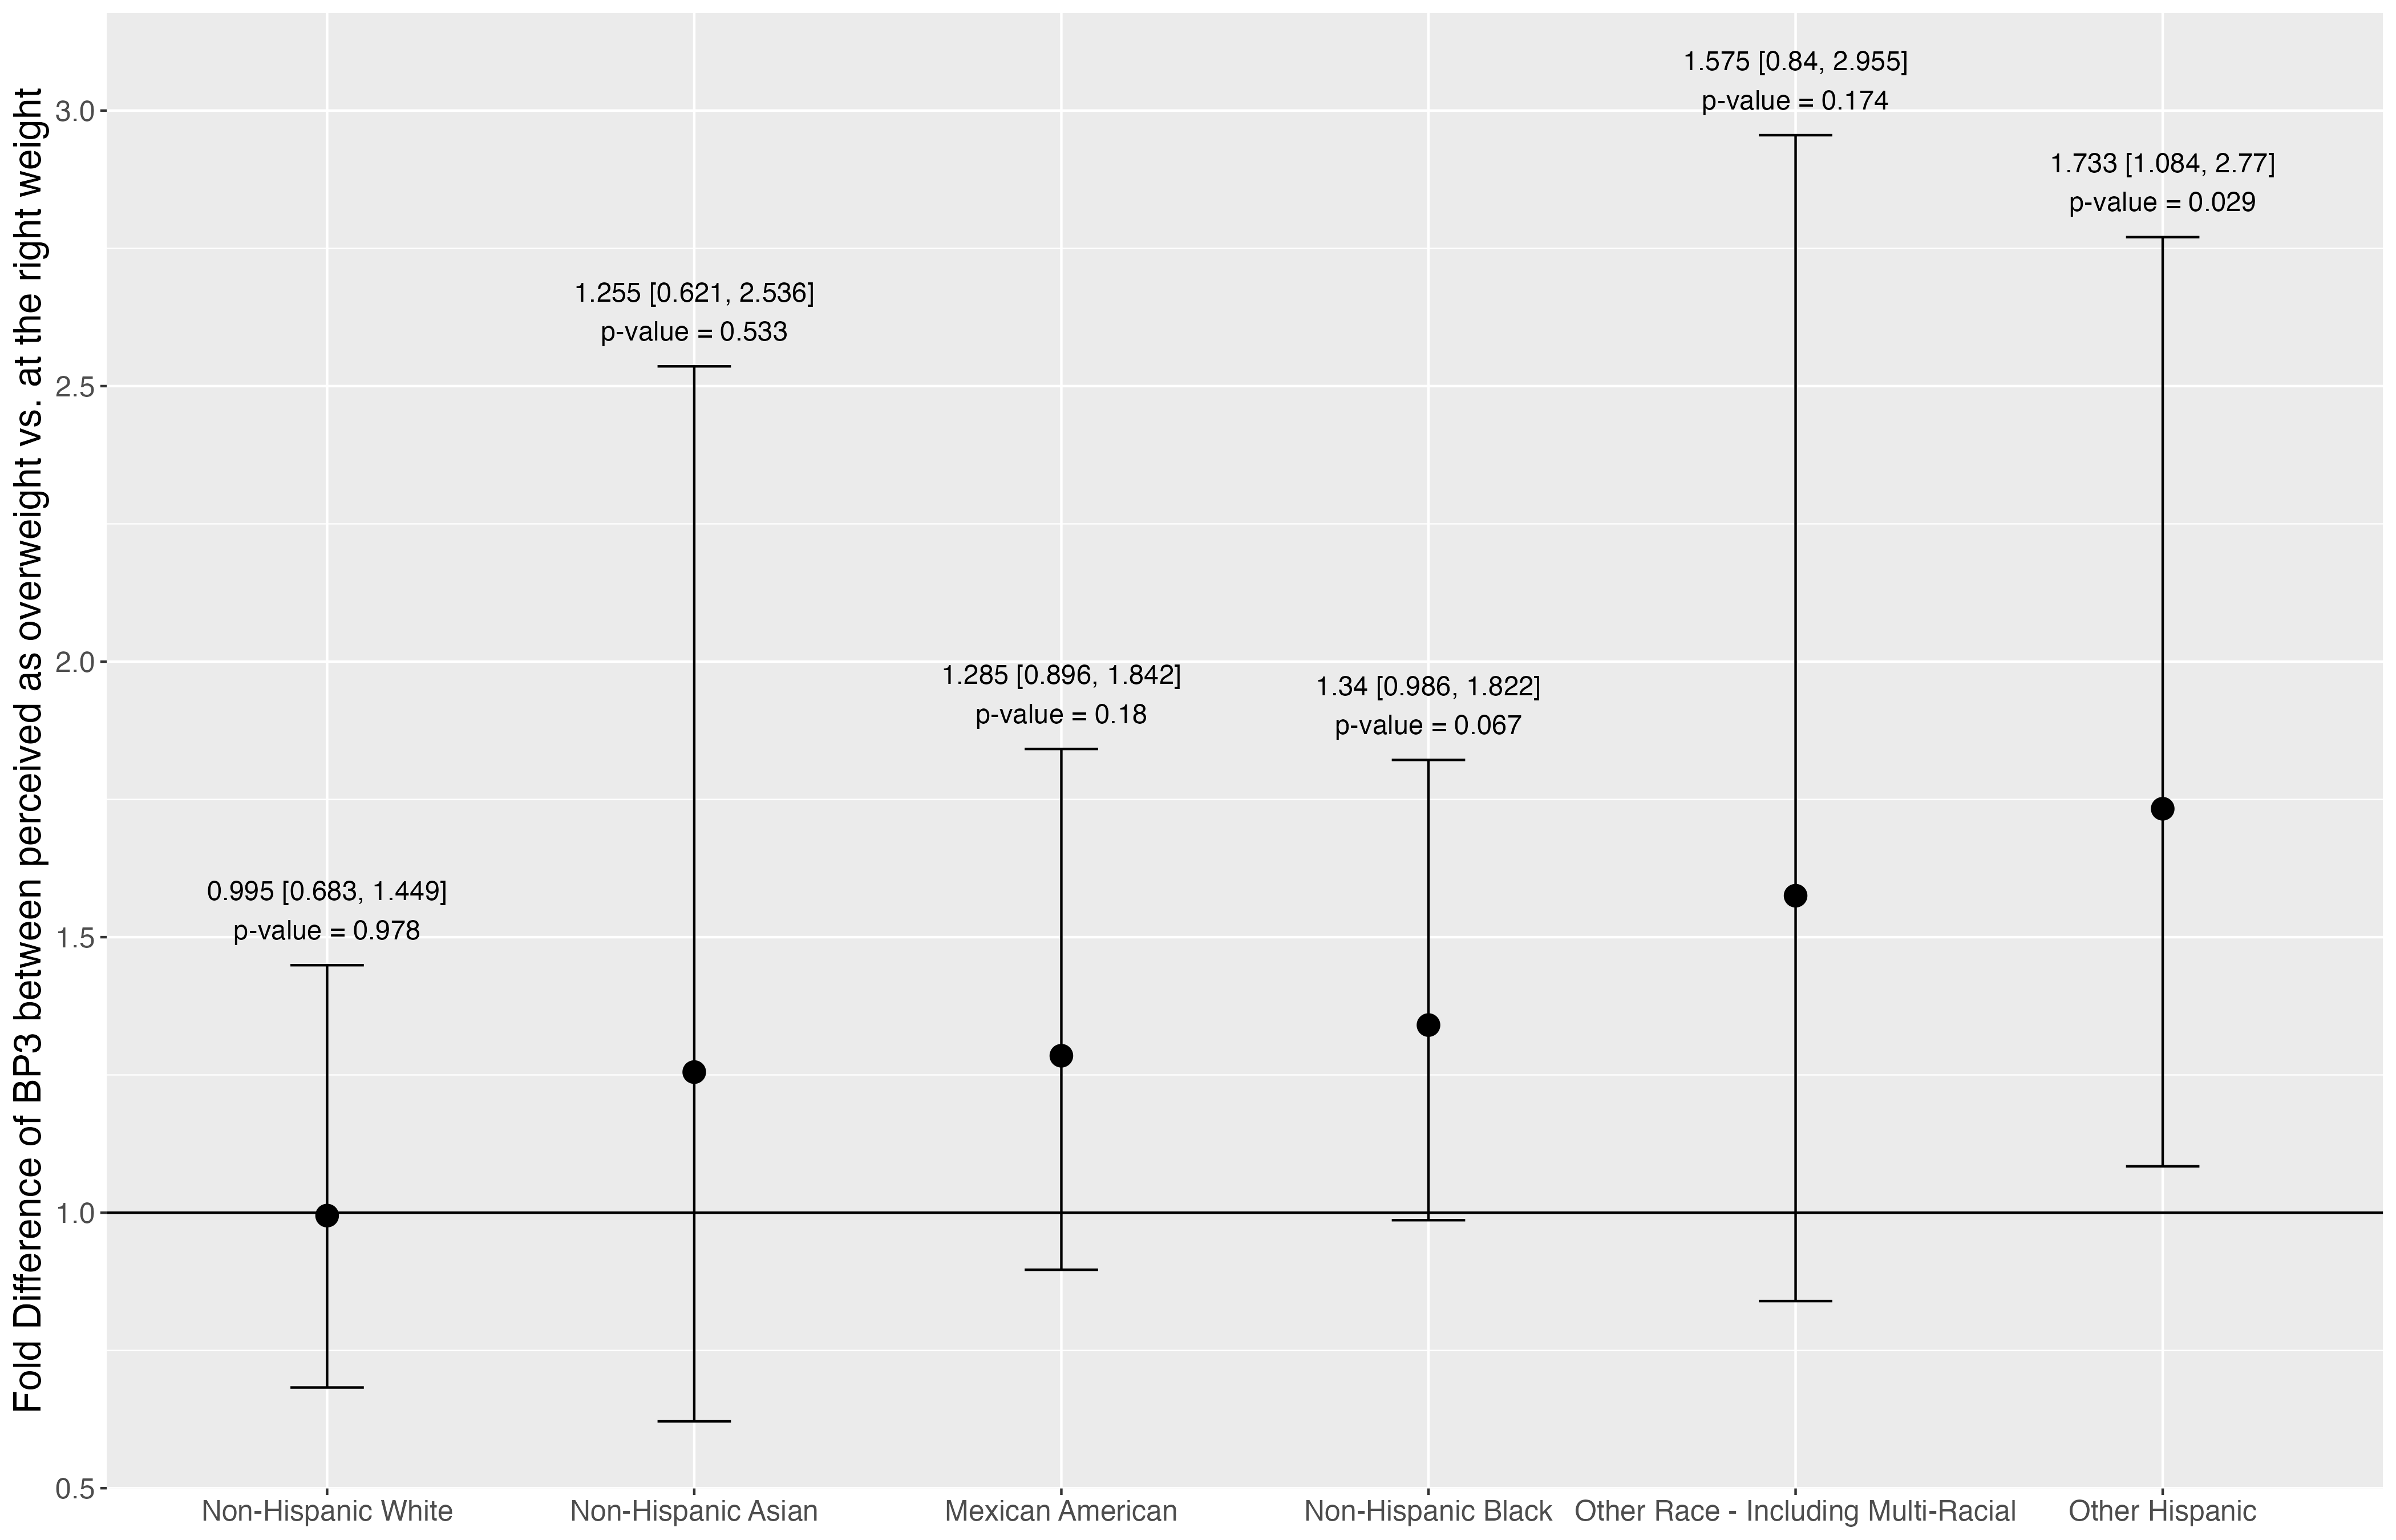 Fold Difference of BP3 between perceived as overweight vs. at the right weight
3.0
2.5
2.0
1.5
1.0
0.5
0.995 [0.683, 1.449]
p-value = 0.978
1.255 [0.621, 2.536]
p-value = 0.533
1.285 [0.896, 1.842]
p-value = 0.18
1.34 [0.986, 1.822]
p-value = 0.067
1.575 [0.84, 2.955]
p-value = 0.174
1.733 [1.084, 2.77]
p-value = 0.029
Non-Hispanic White
Non-Hispanic Asian
Mexican American
Non-Hispanic Black
Other Race - Including Multi-Racial
Other Hispanic